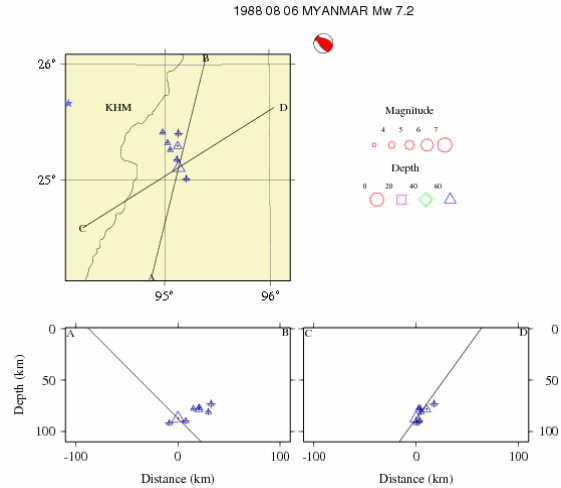 1988 08 06 MYANMAR Mw 7.2
B
26°
KHM
D
Magnitude
4 5 6 7
Depth
25°
0 20 40 60
C
A
95° 96°
0 A B C D 0
50 50
100 100
Depth (km)
-100 0 100 -100 0 100
Distance (km) Distance (km)